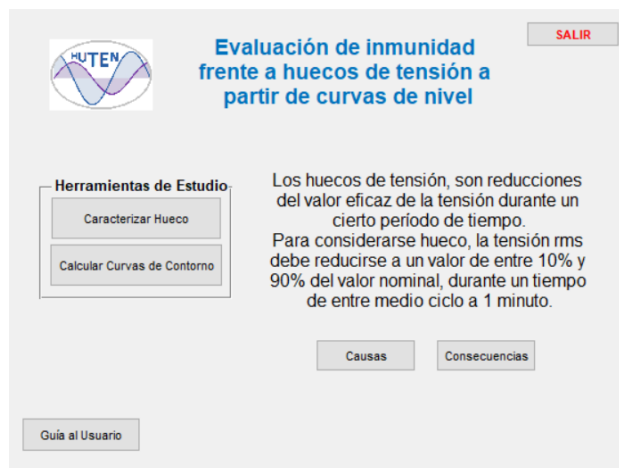 HUTEN
Evaluación de inmunidad
frente a huecos de tensión a
partir de curvas de nivel
SALIR
Herramientas de Estudio
Caracterizar Hueco
Calcular Curvas de Contorno
Los huecos de tensión, son reducciones
del valor eficaz de la tensión durante un
cierto período de tiempo.
Para considerarse hueco, la tensión rms
debe reducirse a un valor de entre 10% y
90% del valor nominal, durante un tiempo
de entre medio ciclo a 1 minuto.
Causas
Consecuencias
Guía al Usuario